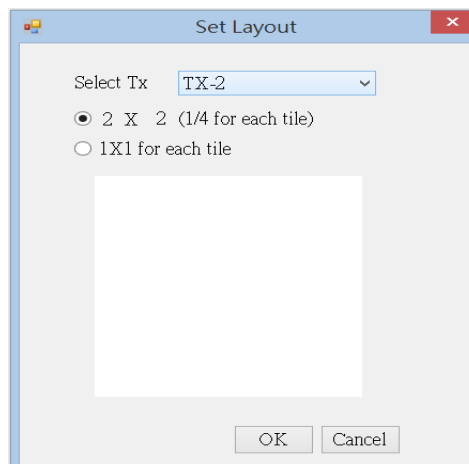 Set Layout
Select Tx TX-2
2 X 2 (1/4 for each tile)
1X1 for each tile
OK Cancel